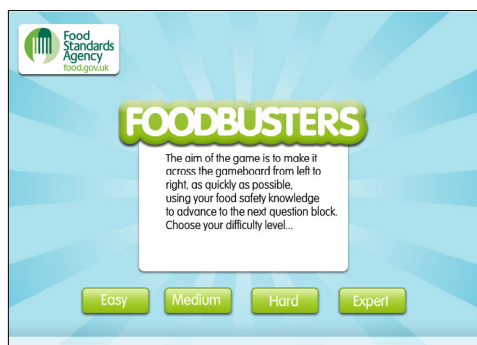 Food
Standards
Agency
food.gov.uk
FOODBUSTERS
The aim of the game is to make it
across the gameboard from left to
right, as quickly as possible,
using your food safety knowledge
to advance to the next question block.
Choose your difficulty level...
Easy
Medium
Hard
Expert